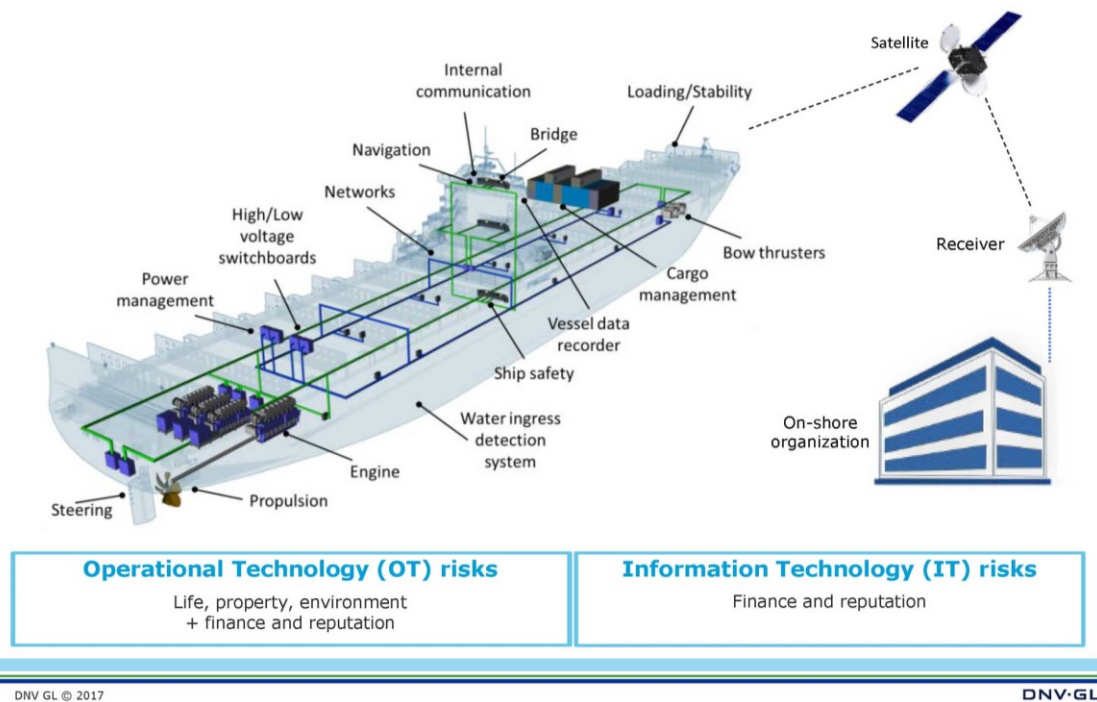 Satellite
Internal
communication
Loading/Stability
Bridge
Navigation
Networks
High/Low
voltage
switchboards
Receiver
Bow thrusters
Power
management
Cargo
management
Vessel data
recorder
Ship safety
Water ingress
detection
system
On-shore
organization
Engine
Propulsion
Steering
Operational Technology (OT) risks
Life, property, environment
+ finance and reputation
Information Technology (IT) risks
Finance and reputation
DNV GL © 2017
DNV·GL